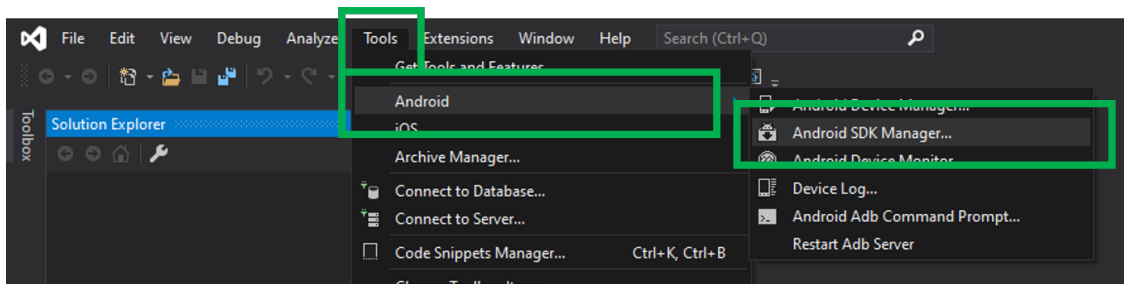 File Edit View Debug Analyze Tools Extensions Window Help Search (Ctrl+Q)
Get Tools and Features
Toolbox
Solution Explorer
Android
iOS
Archive Manager...
Connect to Database...
Connect to Server...
Code Snippets Manager... Ctrl+K, Ctrl+B
Android Device Manager...
Android SDK Manager...
Android Device Monitor
Device Log...
Android Adb Command Prompt...
Restart Adb Server